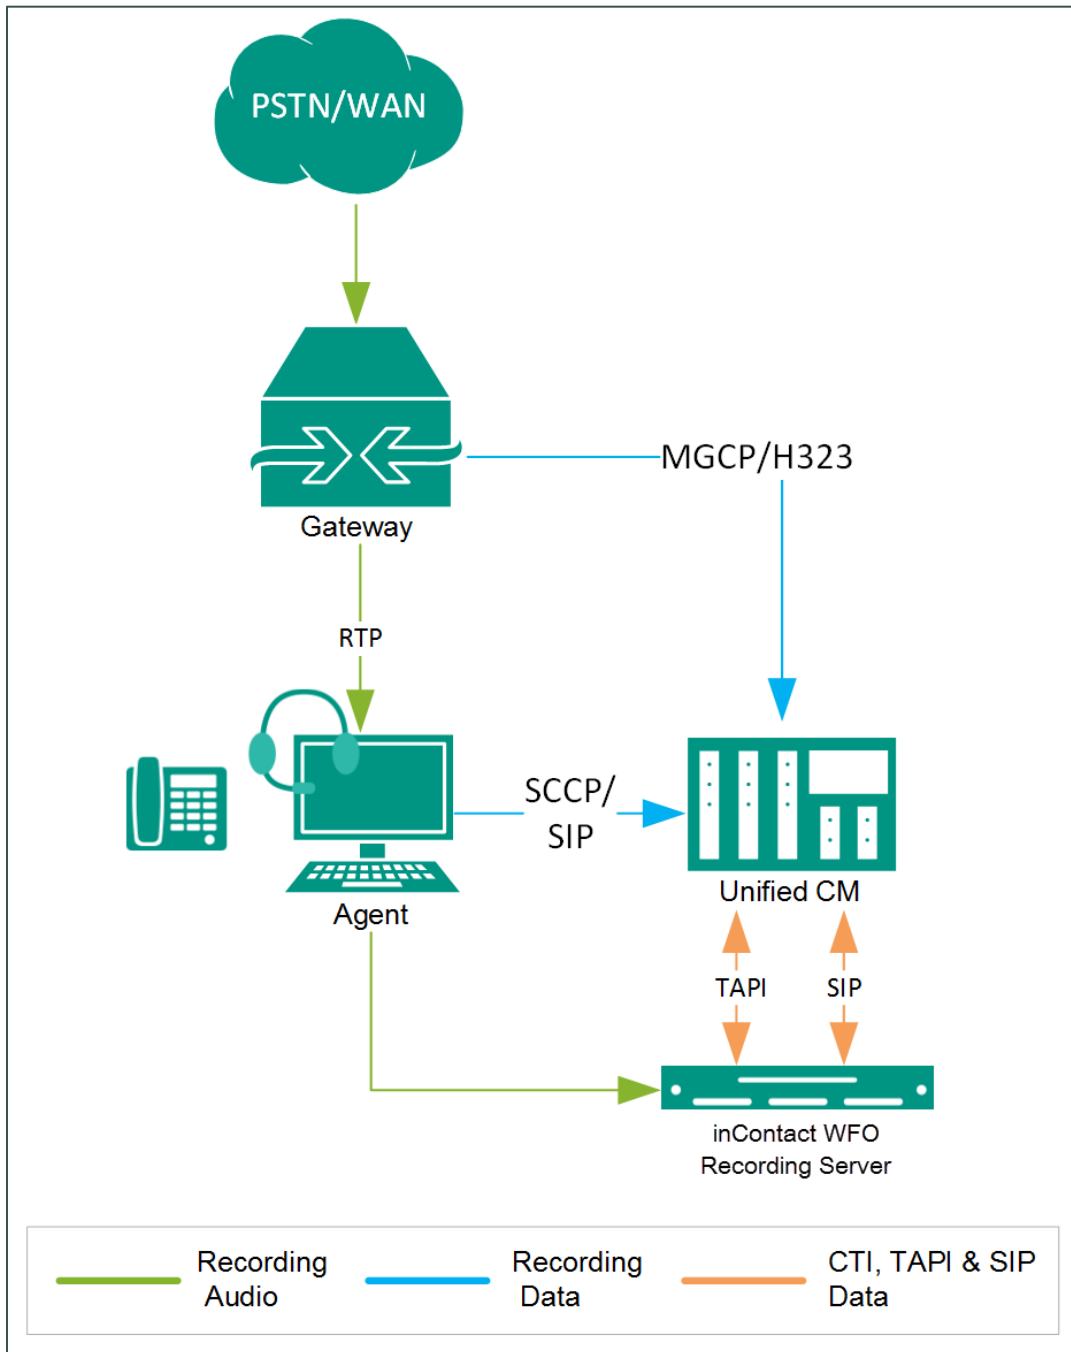 PSTN/WAN
MGCP/H323
Gateway
RTP
SCCP/
SIP
Unified CM
Agent
TAPI
SIP
inContact WFO
Recording Server
Recording
Audio
Recording
Data
CTI, TAPI & SIP
Data